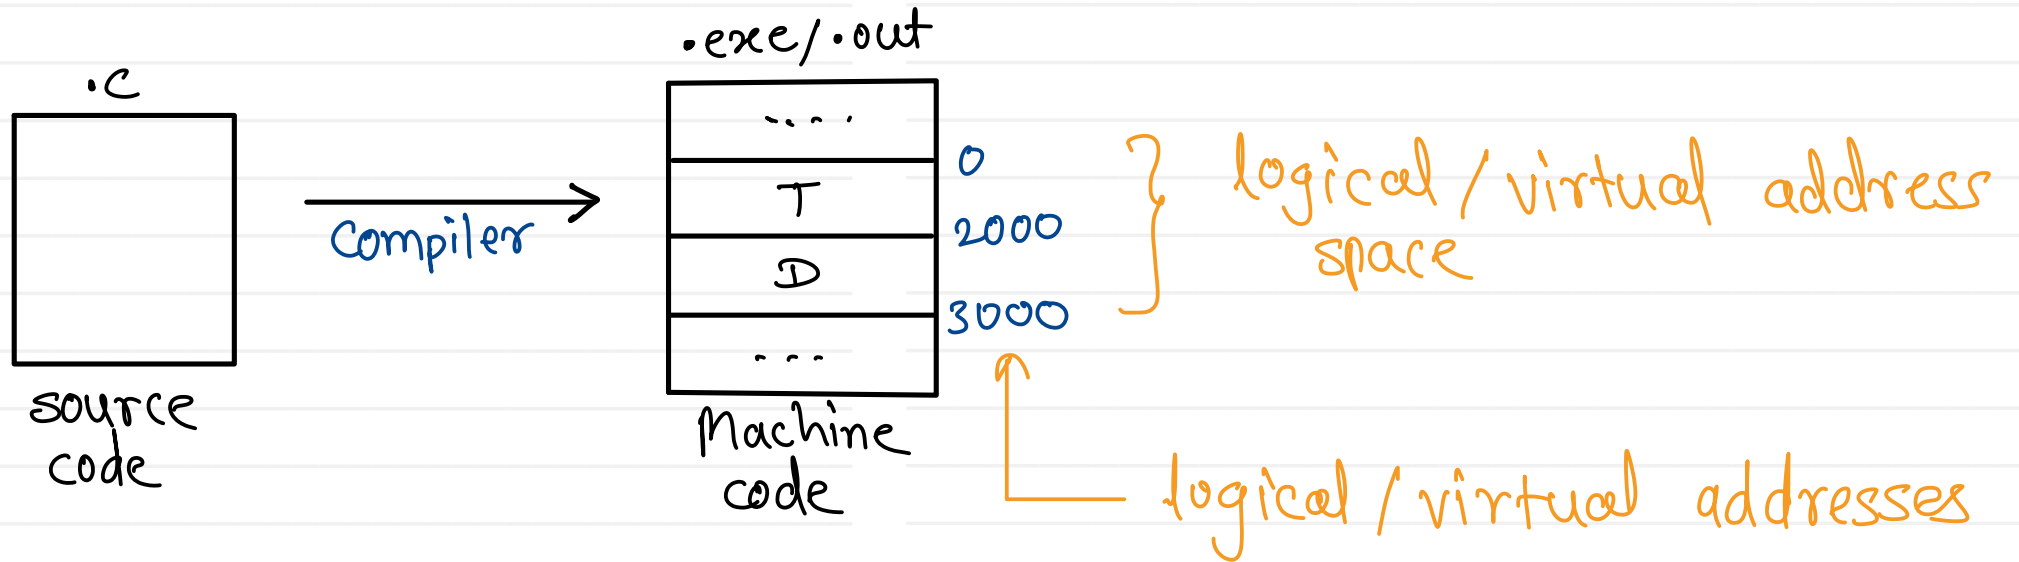 .c
source
code
Compiler
.exe/.out
....
T
D
...
Machine
code
0
2000
3000
logical/virtual address
space
logical/virtual addresses